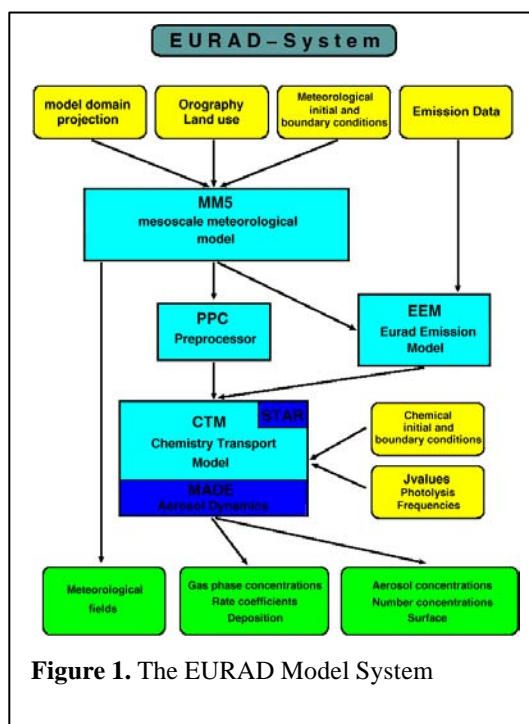 EURAD-System
model domain
projection
Orography
Land use
Meteorological
initial and
boundary conditions
Emission Data
MM5
mesoscale meteorological
model
PPC
Preprocessor
EEM
Eurad Emission
Model
STAR
CTM
Chemistry Transport
Model
MADE
Aerosol Dynamics
Chemical
initial and
boundary conditions
Jvalues
Photolysis
Frequencies
Meteorological
fields
Gas phase concentrations
Rate coefficients
Deposition
Aerosol concentrations
Number concentrations
Surface
Figure 1. The EURAD Model System